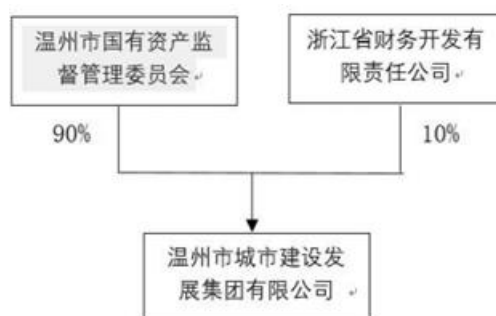 温州市国有资产监
督管理委员会
浙江省财务开发有
限责任公司
90%
10%
温州市城市建设发
展集团有限公司